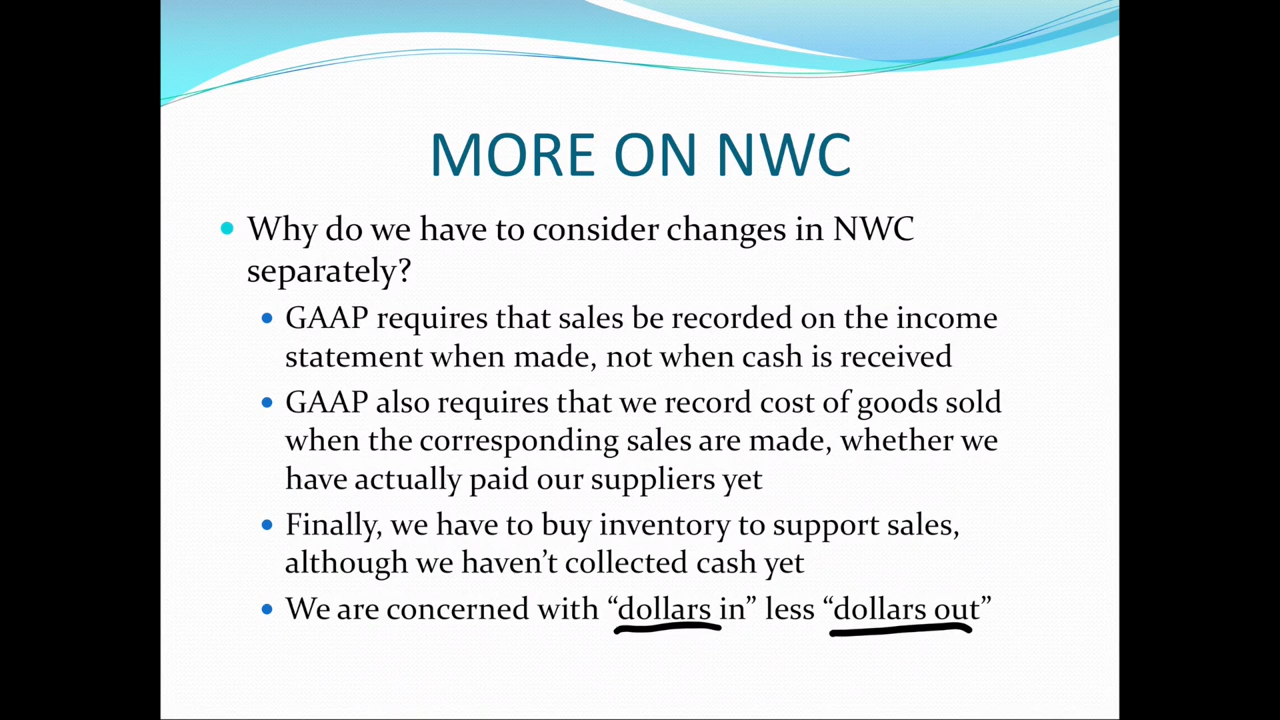 MORE ON NWC
Why do we have to consider changes in NWC
separately?
GAAP requires that sales be recorded on the income
statement when made, not when cash is received
GAAP also requires that we record cost of goods sold
when the corresponding sales are made, whether we
have actually paid our suppliers yet
Finally, we have to buy inventory to support sales,
although we haven't collected cash yet
We are concerned with “dollars in” less “dollars out”